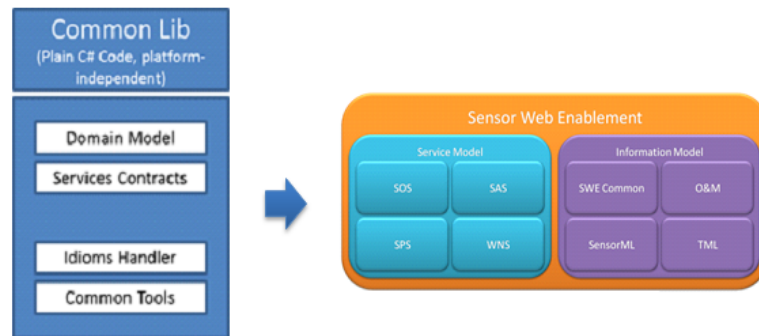 Common Lib
(Plain C# Code, platform-
independent)
Domain Model
Services Contracts
Idioms Handler
Common Tools
Sensor Web Enablement
Service Model
SOS
SAS
SPS
WNS
Information Model
SWE Common
O&M
SensorML
TML